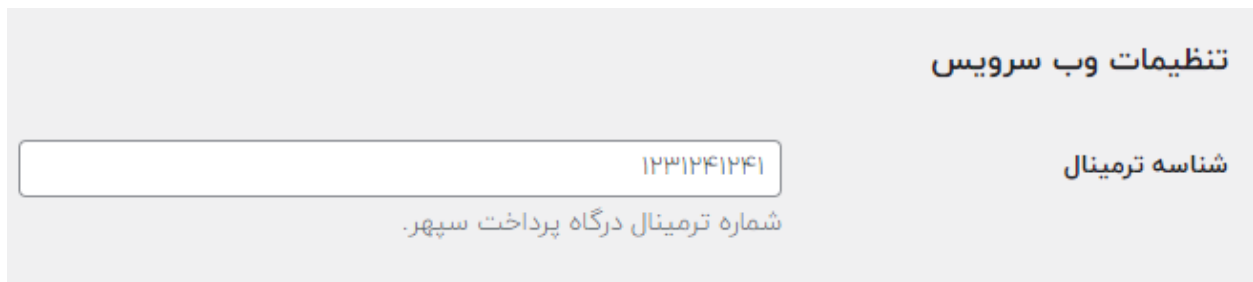 تنظیمات وب سرویس
شناسه ترمینال
۱۲۳۱۲۴۱۲۴۱
شماره ترمینال درگاه پرداخت سپهر.